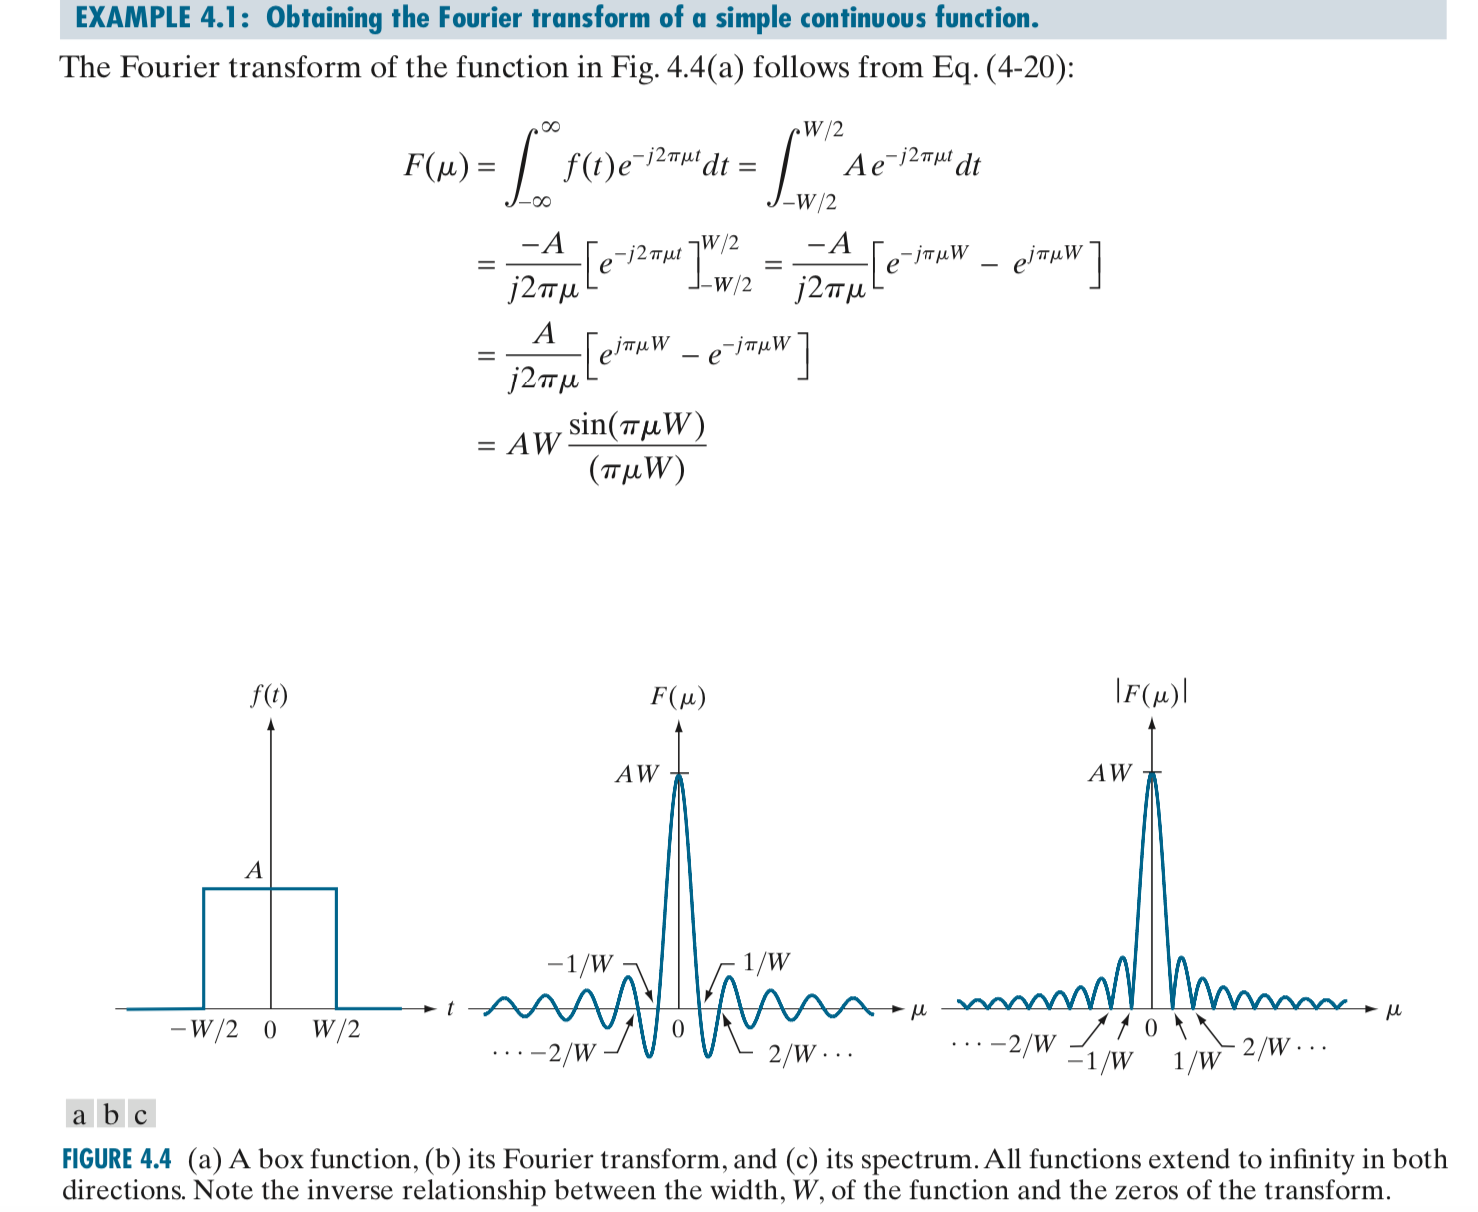 EXAMPLE 4.1: Obtaining the Fourier transform of a simple continuous function.
The Fourier transform of the function in Fig. 4.4(a) follows from Eq. (4-20):
F(μ) = ∫_{-∞}^{∞} f(t)e^{-j2πμt} dt = ∫_{-W/2}^{W/2} Ae^{-j2πμt} dt
= \frac{-A}{j2πμ} [e^{-j2πμt}]_{-W/2}^{W/2} = \frac{-A}{j2πμ} [e^{-jπμW} − e^{jπμW}]
= \frac{A}{j2πμ} [e^{jπμW} − e^{-jπμW}]
= AW \frac{sin(πμW)}{(πμW)}
f(t)
A
−W/2 0 W/2
t
F(μ)
AW
−1/W
1/W
0
· · · −2/W
2/W · · ·
μ
|F(μ)|
AW
0
· · · −2/W
−1/W
1/W
2/W · · ·
μ
a b c
FIGURE 4.4 (a) A box function, (b) its Fourier transform, and (c) its spectrum. All functions extend to infinity in both
directions. Note the inverse relationship between the width, W, of the function and the zeros of the transform.